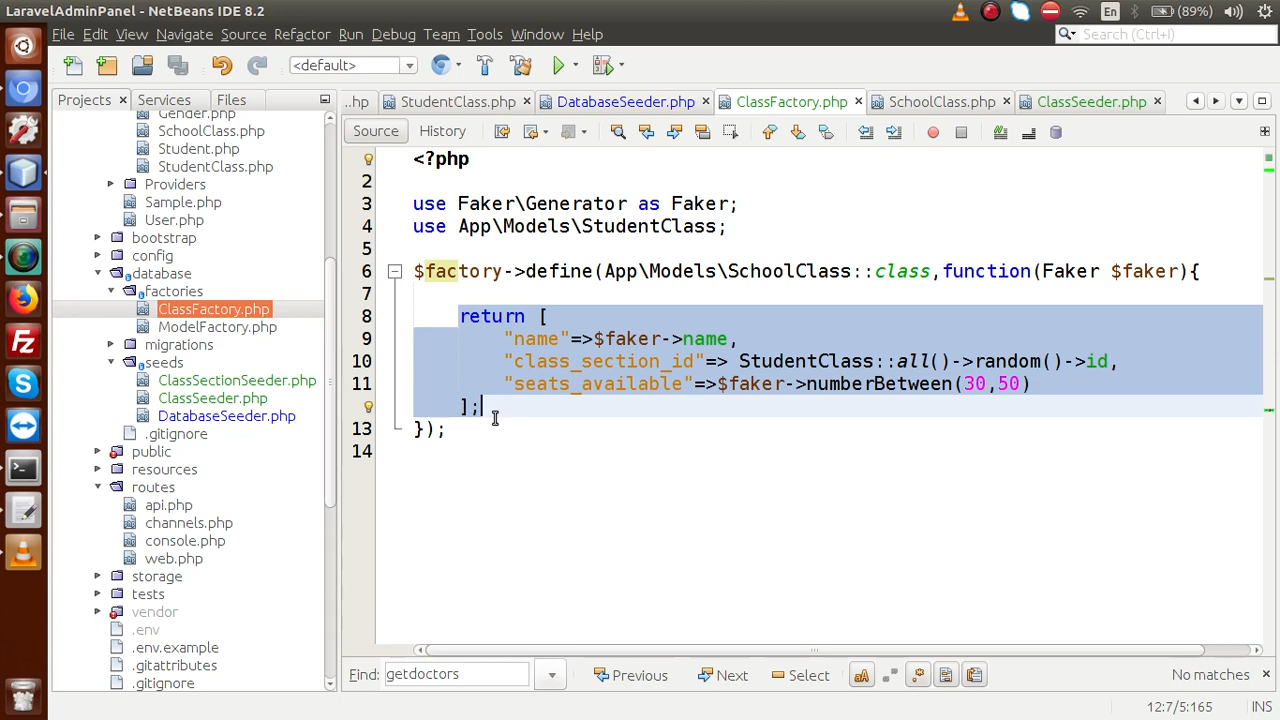 LaravelAdminPanel - NetBeans IDE 8.2
En
(89%)
File Edit View Navigate Source Refactor Run Debug Team Tools Window Help
Search (Ctrl+I)
<default>
Projects Services Files
..hp StudentClass.php DatabaseSeeder.php ClassFactory.php SchoolClass.php ClassSeeder.php
Source History
Gender.php
SchoolClass.php
Student.php
StudentClass.php
Providers
Sample.php
User.php
bootstrap
config
database
factories
ClassFactory.php
ModelFactory.php
migrations
seeds
ClassSectionSeeder.php
ClassSeeder.php
DatabaseSeeder.php
.gitignore
public
resources
routes
api.php
channels.php
console.php
web.php
storage
tests
vendor
.env
.env.example
.gitattributes
.gitignore
<?php
2
3 use Faker\Generator as Faker;
4 use App\Models\StudentClass;
5
6 $factory->define(App\Models\SchoolClass::class,function(Faker $faker){
7
8 return [
9 "name"=>$faker->name,
10 "class_section_id"=> StudentClass::all()->random()->id,
11 "seats_available"=>$faker->numberBetween(30,50)
];
13 });
14
Find: getdoctors Previous Next Select aA No matches
12:7/5:165 INS